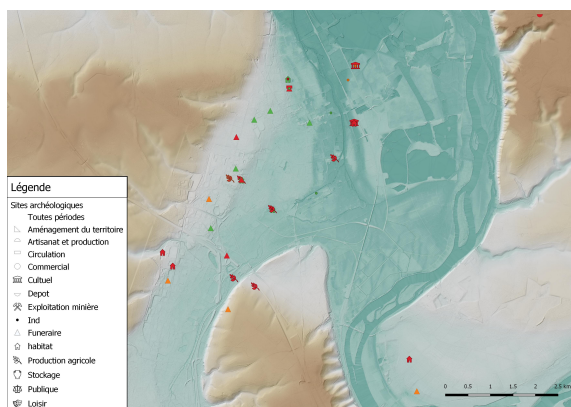 Légende
Sites archéologiques
Toutes périodes
Aménagement du territoire
Artisanat et production
Circulation
Commercial
Cultuel
Depot
Exploitation minière
Ind
Funeraire
habitat
Production agricole
Stockage
Publique
Loisir
0 0.5 1 1.5 2 2.5 km